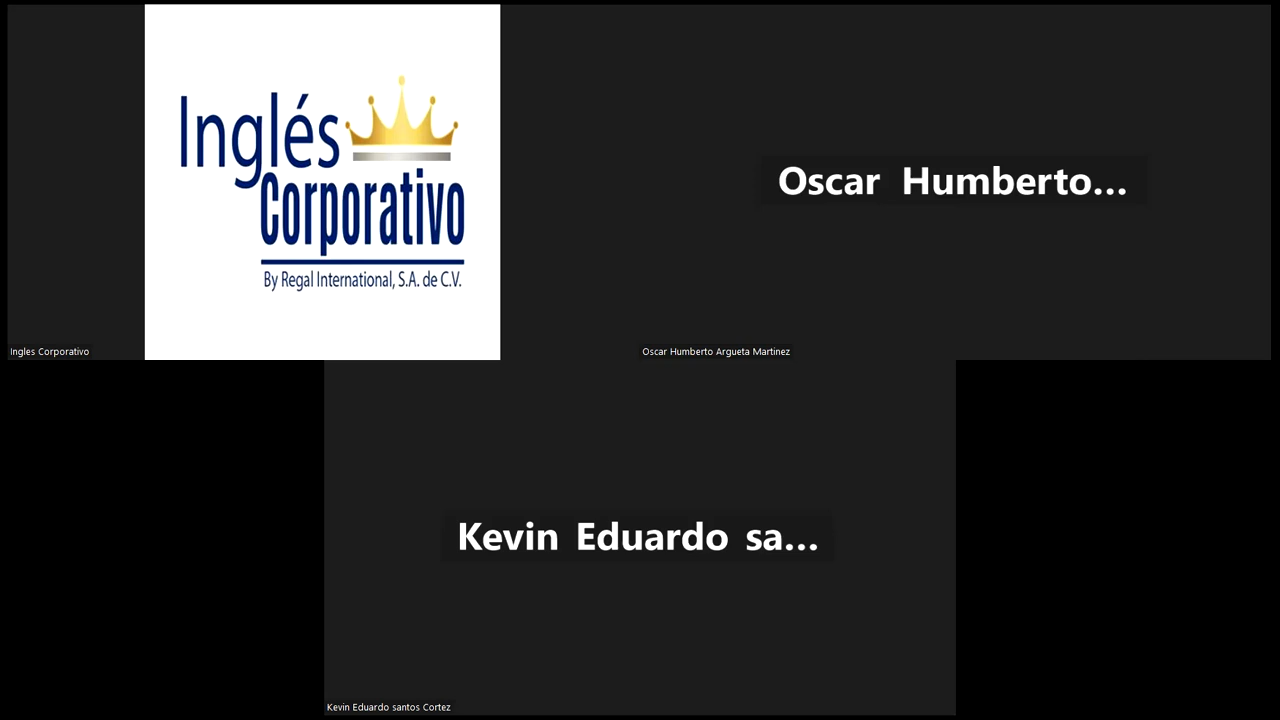 Inglés
Corporativo
By Regal International, S.A. de C.V.
Ingles Corporativo
Oscar Humberto...
Oscar Humberto Argueta Martinez
Kevin Eduardo sa...
Kevin Eduardo santos Cortez